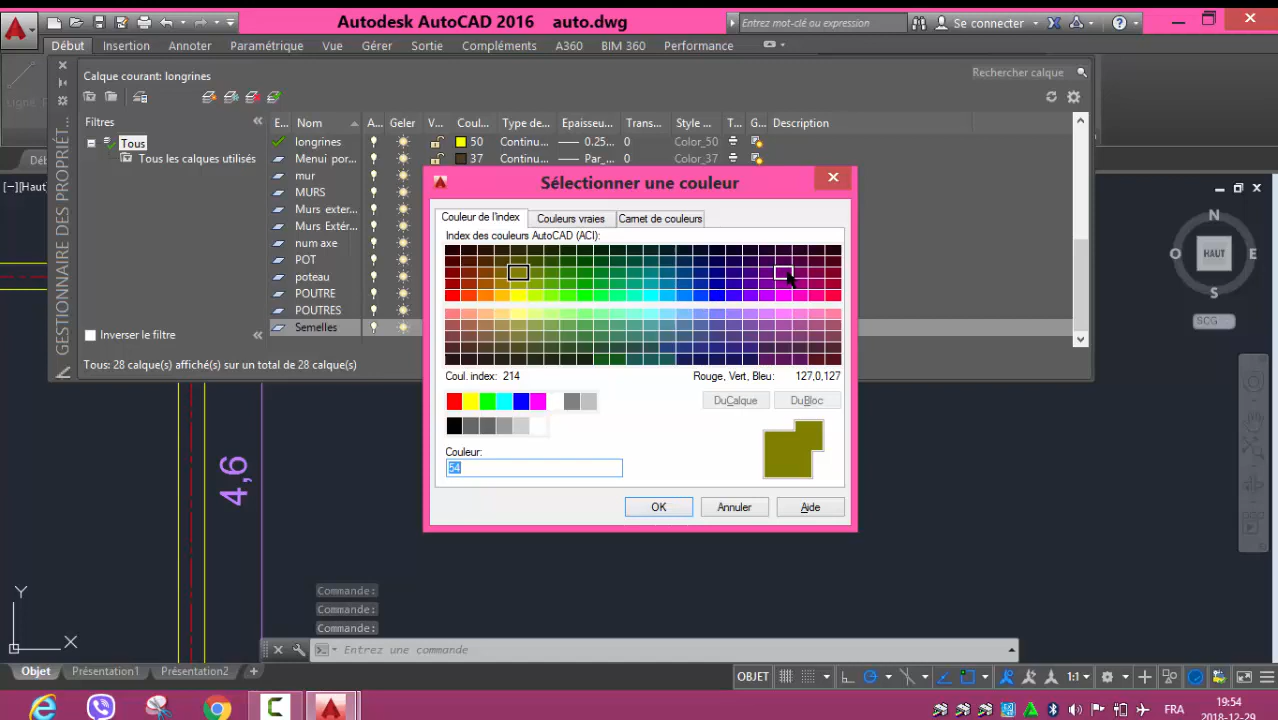 Autodesk AutoCAD 2016 auto.dwg
Entrez mot-clé ou expression
Se connecter
Début Insertion Annoter Paramétrique Vue Gérer Sortie Compléments A360 BIM 360 Performance
Calque courant: longrines
Rechercher calque
Filtres
Tous
Tous les calques utilisés
Inverser le filtre
Tous: 28 calque(s) affiché(s) sur un total de 28 calque(s)
E... Nom A... Geler V... Coul... Type de... Epaisseu... Trans... Style ... T... G... Description
longrines 50 Continu... 0.25... 0 Color_50
Menui por... 37 Continu... Par_... 0 Color_37
mur
MURS
Murs exter...
Murs Extér...
num axe
POT
poteau
POUTRE
POUTRES
Semelles
Sélectionner une couleur
Couleur de l'index Couleurs vraies Carnet de couleurs
Index des couleurs AutoCAD (ACI):
Coul. index: 214 Rouge, Vert, Bleu: 127,0,127
DuCalque DuBloc
Couleur:
54
OK Annuler Aide
[−][Haut]
N
O HAUT E
S
SCG
4,6
Y
X
Commande:
Commande:
Commande:
Entrez une commande
Objet Présentation1 Présentation2 +
OBJET 1:1
FRA
19:54
2018-12-29